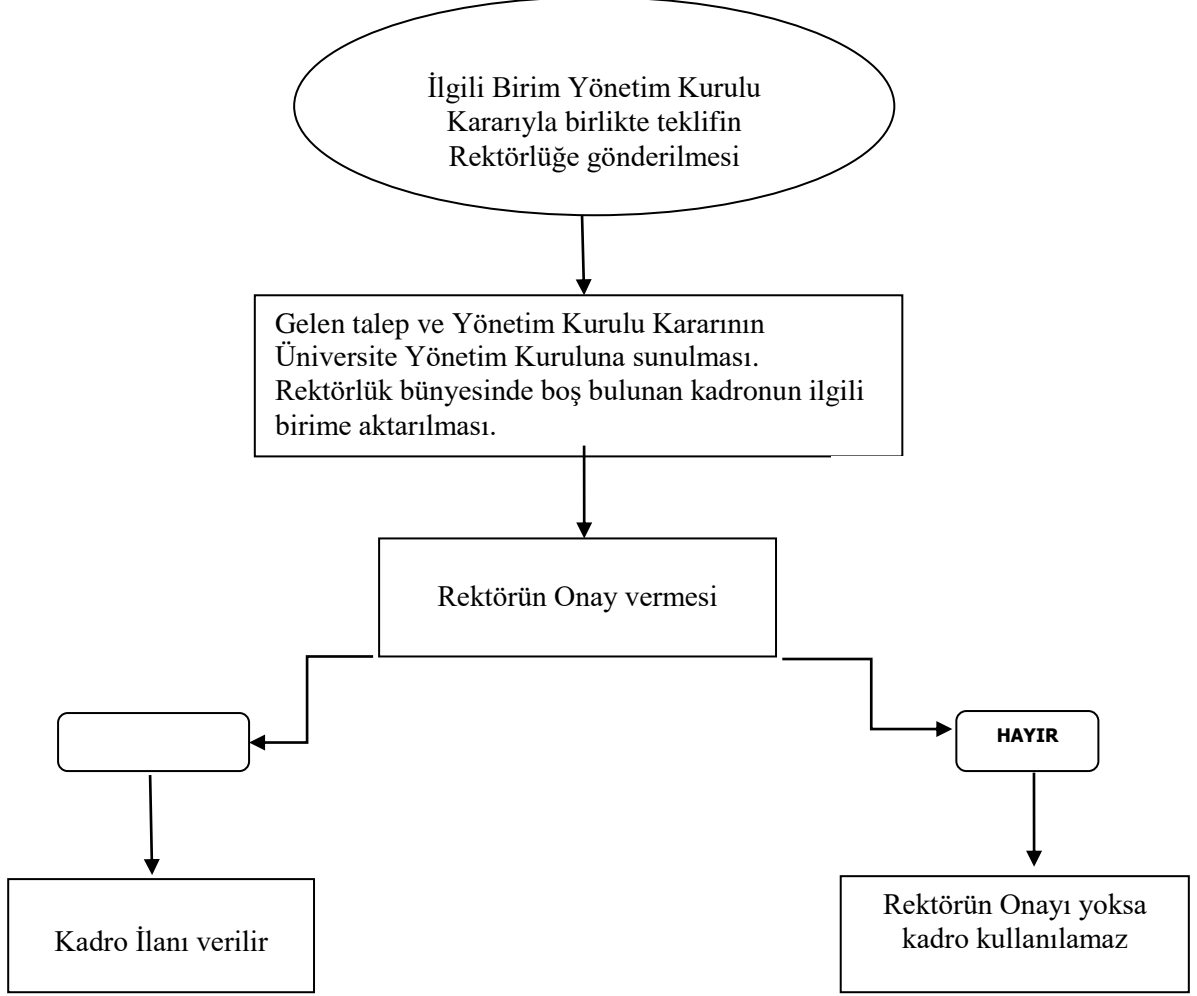 İlgili Birim Yönetim Kurulu
Kararıyla birlikte teklifin
Rektörlüğe gönderilmesi
Gelen talep ve Yönetim Kurulu Kararının
Üniversite Yönetim Kuruluna sunulması.
Rektörlük bünyesinde boş bulunan kadronun ilgili
birime aktarılması.
Rektörün Onay vermesi
HAYIR
Kadro İlanı verilir
Rektörün Onayı yoksa
kadro kullanılamaz